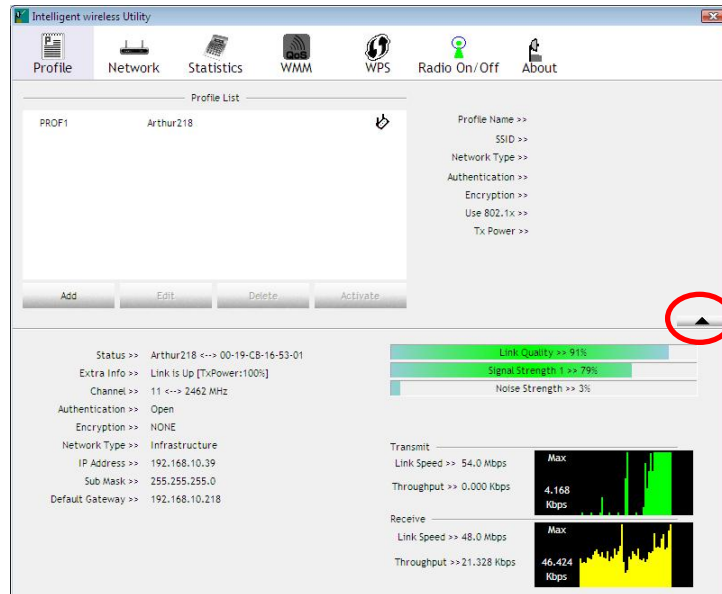 Intelligent wireless Utility
Profile Network Statistics WMM WPS Radio On/Off About
QoS
Profile List
PROF1 Arthur218
Profile Name >>
SSID >>
Network Type >>
Authentication >>
Encryption >>
Use 802.1x >>
Tx Power >>
Add Edit Delete Activate
Status >> Arthur218 <--> 00-19-CB-16-53-01
Extra Info >> Link is Up [TxPower:100%]
Channel >> 11 <--> 2462 MHz
Authentication >> Open
Encryption >> NONE
Network Type >> Infrastructure
IP Address >> 192.168.10.39
Sub Mask >> 255.255.255.0
Default Gateway >> 192.168.10.218
Link Quality >> 91%
Signal Strength 1 >> 79%
Noise Strength >> 3%
Transmit
Link Speed >> 54.0 Mbps
Throughput >> 0.000 Kbps
Max
4.168
Kbps
Receive
Link Speed >> 48.0 Mbps
Throughput >>21.328 Kbps
Max
46.424
Kbps